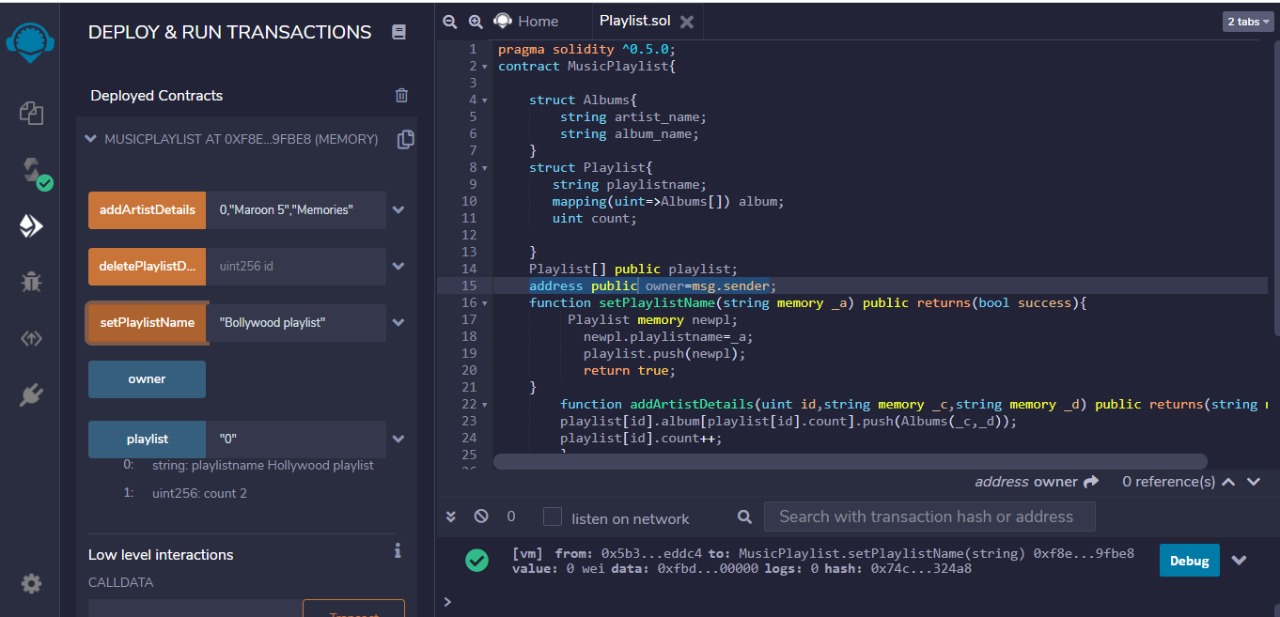 DEPLOY & RUN TRANSACTIONS
Deployed Contracts
MUSICPLAYLIST AT 0XF8E...9FBE8 (MEMORY)
addArtistDetails 0,"Maroon 5","Memories"
deletePlaylistD... uint256 id
setPlaylistName "Bollywood playlist"
owner
playlist "0"
0: string: playlistname Hollywood playlist
1: uint256: count 2
Low level interactions i
CALLDATA
Transact
Home Playlist.sol 2 tabs
1 pragma solidity ^0.5.0;
2 contract MusicPlaylist{
3
4 struct Albums{
5 string artist_name;
6 string album_name;
7 }
8 struct Playlist{
9 string playlistname;
10 mapping(uint=>Albums[]) album;
11 uint count;
12
13 }
14 Playlist[] public playlist;
15 address public owner=msg.sender;
16 function setPlaylistName(string memory _a) public returns(bool success){
17 Playlist memory newpl;
18 newpl.playlistname=_a;
19 playlist.push(newpl);
20 return true;
21 }
22 function addArtistDetails(uint id,string memory _c,string memory _d) public returns(string
23 playlist[id].album[playlist[id].count].push(Albums(_c,_d));
24 playlist[id].count++;
25 }
26
address owner 0 reference(s)
0 listen on network Search with transaction hash or address
[vm] from: 0x5b3...eddc4 to: MusicPlaylist.setPlaylistName(string) 0xf8e...9fbe8
value: 0 wei data: 0xfbd...00000 logs: 0 hash: 0x74c...324a8
Debug
>